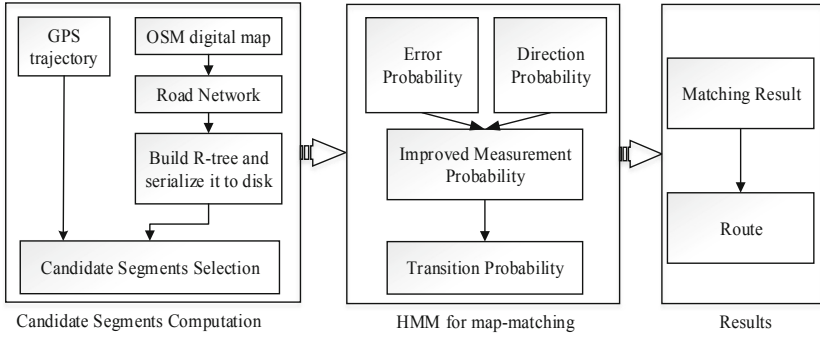 GPS
trajectory
OSM digital map
Road Network
Build R-tree and
serialize it to disk
Candidate Segments Selection
Candidate Segments Computation
Error
Probability
Direction
Probability
Improved Measurement
Probability
Transition Probability
HMM for map-matching
Matching Result
Route
Results